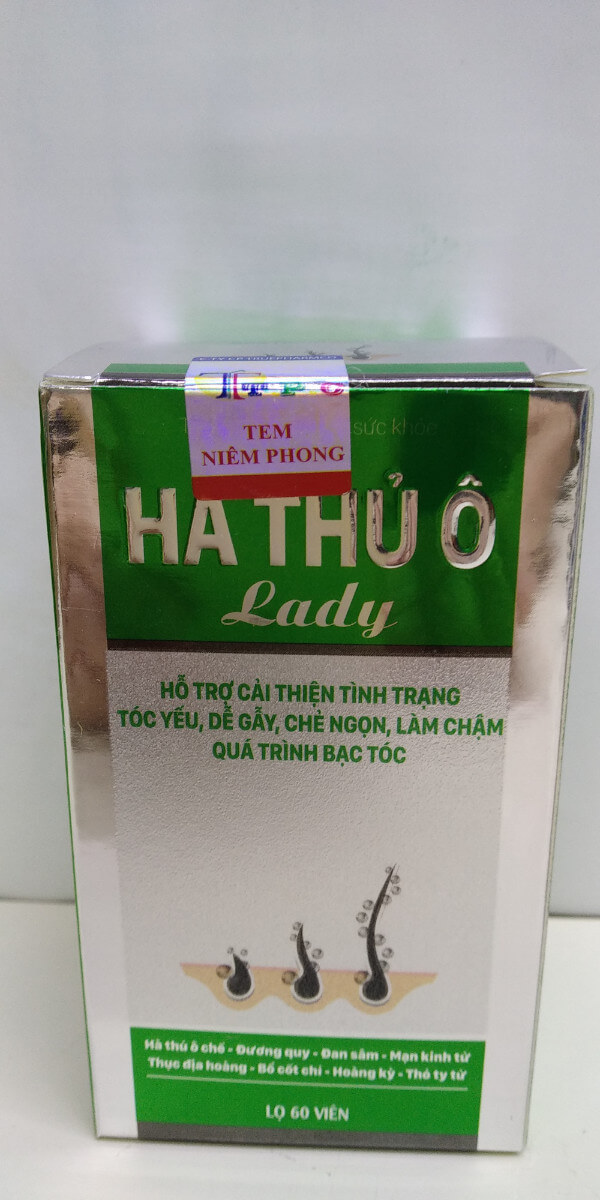 TEM
NIÊM PHONG
sức khỏe
HÀ THỦ Ô
Lady
HỖ TRỢ CẢI THIỆN TÌNH TRẠNG
TÓC YẾU, DỄ GẪY, CHẺ NGỌN, LÀM CHẬM
QUÁ TRÌNH BẠC TÓC
Hà thủ ô chế - Đương quy - Đan sâm - Mạn kinh tử
Thục địa hoàng - Bổ cốt chỉ - Hoàng kỳ - Thỏ ty tử
LỌ 60 VIÊN